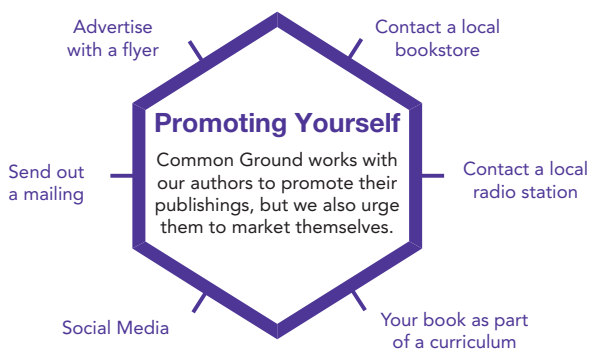 Advertise
with a flyer
Contact a local
bookstore
Promoting Yourself
Common Ground works with
our authors to promote their
publishings, but we also urge
them to market themselves.
Send out
a mailing
Contact a local
radio station
Social Media
Your book as part
of a curriculum